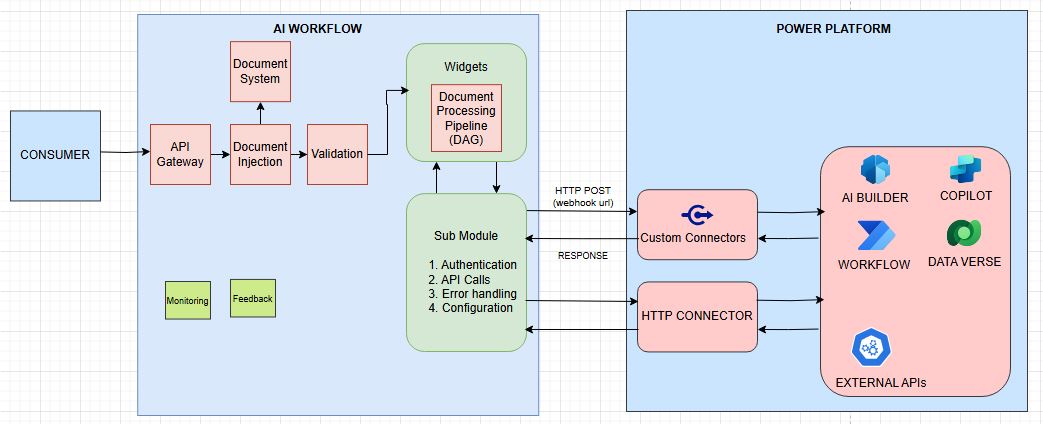 AI WORKFLOW
POWER PLATFORM
CONSUMER
API
Gateway
Document
System
Document
Injection
Validation
Widgets
Document
Processing
Pipeline
(DAG)
Sub Module
1. Authentication
2. API Calls
3. Error handling
4. Configuration
Monitoring
Feedback
HTTP POST
(webhook url)
RESPONSE
Custom Connectors
HTTP CONNECTOR
AI BUILDER
COPILOT
WORKFLOW
DATA VERSE
EXTERNAL APIs